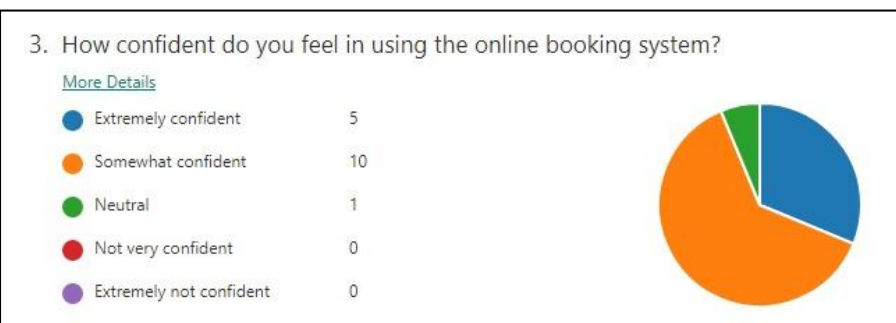 3. How confident do you feel in using the online booking system?
More Details
Extremely confident 5
Somewhat confident 10
Neutral 1
Not very confident 0
Extremely not confident 0